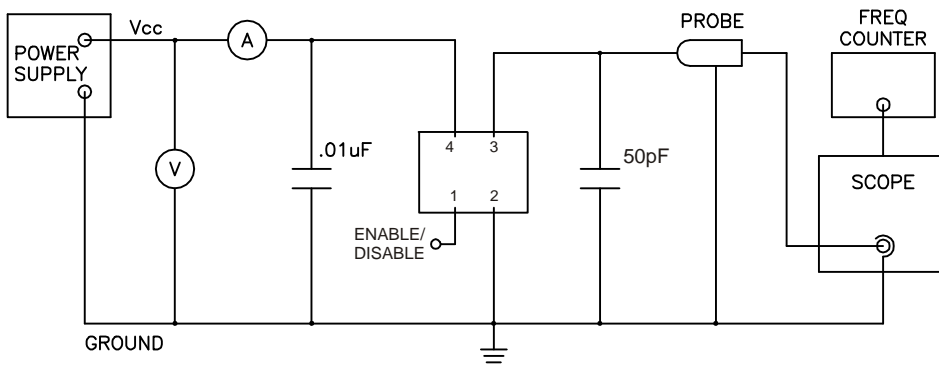 POWER
SUPPLY
Vcc
A
V
.01uF
4 3
1 2
ENABLE/
DISABLE
50pF
PROBE
FREQ
COUNTER
SCOPE
GROUND